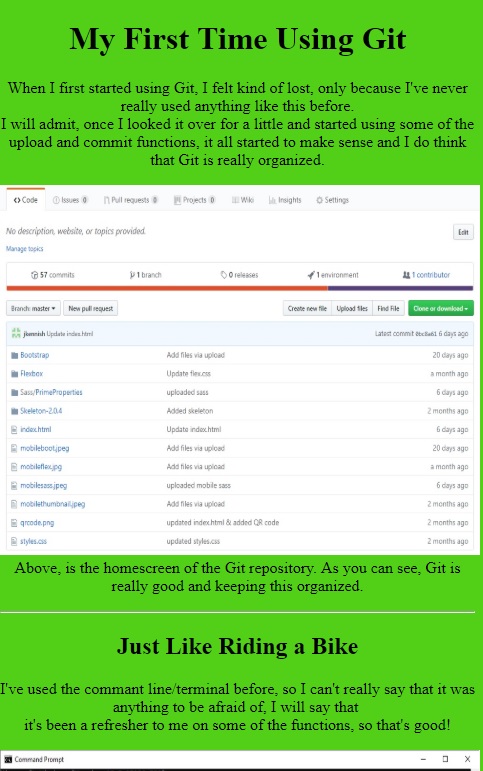 My First Time Using Git
When I first started using Git, I felt kind of lost, only because I've never
really used anything like this before.
I will admit, once I looked it over for a little and started using some of the
upload and commit functions, it all started to make sense and I do think
that Git is really organized.
Code Issues 0 Pull requests 0 Projects 0 Wiki Insights Settings
No description, website, or topics provided. Edit
Manage topics
57 commits 1 branch 0 releases 1 environment 1 contributor
Branch: master New pull request Create new file Upload files Find File Clone or download
Update index.html Latest commit 6 days ago
Bootstrap Add files via upload 20 days ago
Flexbox Update flex.css a month ago
Sass/PrimeProperties uploaded sass 6 days ago
Skeleton-2.0.4 Added skeleton 2 months ago
index.html Update index.html 6 days ago
mobileboot.jpeg Add files via upload 20 days ago
mobileflex.jpg Add files via upload a month ago
mobilesass.jpeg uploaded mobile sass 6 days ago
mobilethumbnail.jpeg Add files via upload 2 months ago
qrcode.png updated index.html & added QR code 2 months ago
styles.css updated styles.css 2 months ago
Above, is the homescreen of the Git repository. As you can see, Git is
really good and keeping this organized.
Just Like Riding a Bike
I've used the commant line/terminal before, so I can't really say that it was
anything to be afraid of, I will say that
it's been a refresher to me on some of the functions, so that's good!
Command Prompt